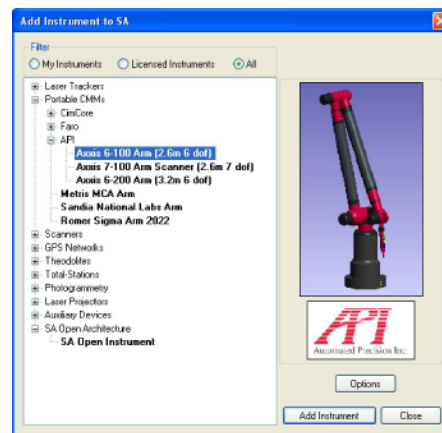 Add Instrument to SA
Filter
My Instruments
Licensed Instruments
All
Laser Trackers
Portable CMMs
CimCore
Faro
API
Axxis 6-100 Arm (2.6m 6 dof)
Axxis 7-100 Arm Scanner (2.6m 7 dof)
Axxis 6-200 Arm (3.2m 6 dof)
Metris MCA Arm
Sandia National Labs Arm
Romer Sigma Arm 2022
Scanners
GPS Networks
Theodolites
Total-Stations
Photogrammetry
Laser Projectors
Auxiliary Devices
SA Open Architecture
SA Open Instrument
API
Automated Precision Inc.
Options
Add Instrument
Close